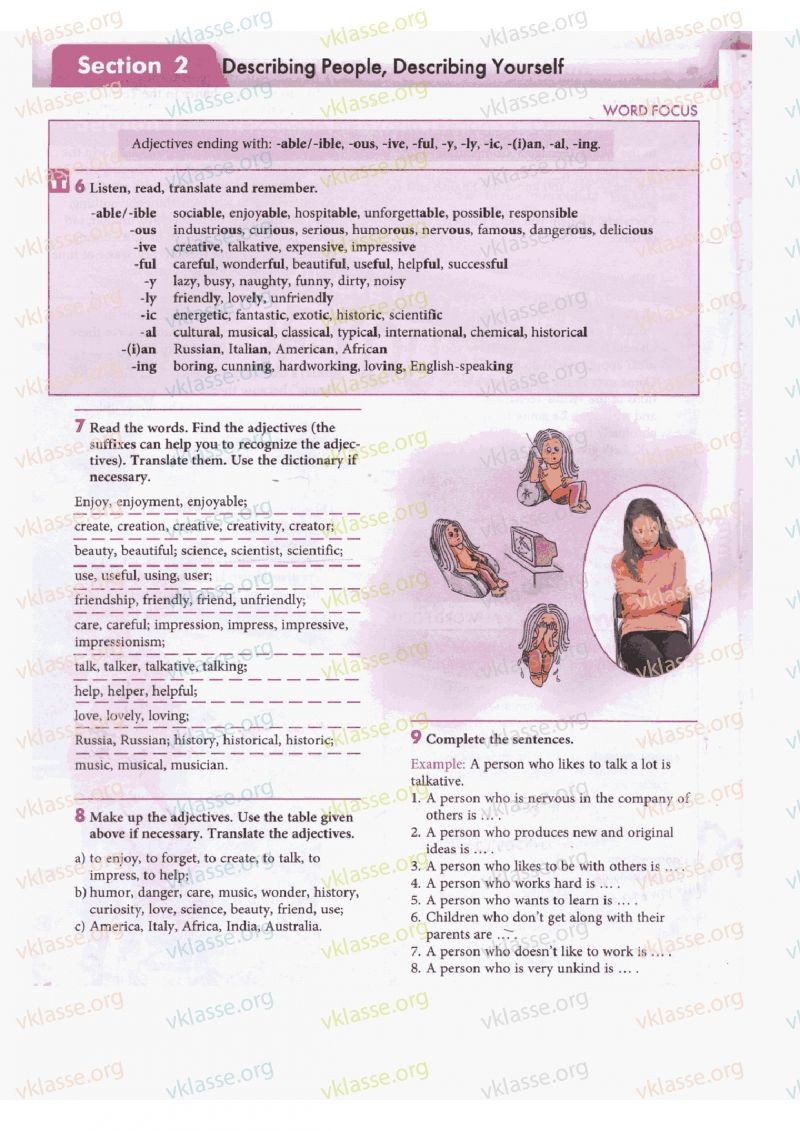 Section 2 Describing People, Describing Yourself
WORD FOCUS
Adjectives ending with: -able/-ible, -ous, -ive, -ful, -y, -ly, -ic, -(i)an, -al, -ing.
6 Listen, read, translate and remember.
-able/-ible sociable, enjoyable, hospitable, unforgettable, possible, responsible
-ous industrious, curious, serious, humorous, nervous, famous, dangerous, delicious
-ive creative, talkative, expensive, impressive
-ful careful, wonderful, beautiful, useful, helpful, successful
-y lazy, busy, naughty, funny, dirty, noisy
-ly friendly, lovely, unfriendly
-ic energetic, fantastic, exotic, historic, scientific
-al cultural, musical, classical, typical, international, chemical, historical
-(i)an Russian, Italian, American, African
-ing boring, cunning, hardworking, loving, English-speaking
7 Read the words. Find the adjectives (the
suffixes can help you to recognize the adjec-
tives). Translate them. Use the dictionary if
necessary.
Enjoy, enjoyment, enjoyable;
create, creation, creative, creativity, creator;
beauty, beautiful; science, scientist, scientific;
use, useful, using, user;
friendship, friendly, friend, unfriendly;
care, careful; impression, impress, impressive,
impressionism;
talk, talker, talkative, talking;
help, helper, helpful;
love, lovely, loving;
Russia, Russian; history, historical, historic;
music, musical, musician.
8 Make up the adjectives. Use the table given
above if necessary. Translate the adjectives.
a) to enjoy, to forget, to create, to talk, to
impress, to help;
b) humor, danger, care, music, wonder, history,
curiosity, love, science, beauty, friend, use;
c) America, Italy, Africa, India, Australia.
9 Complete the sentences.
Example: A person who likes to talk a lot is
talkative.
1. A person who is nervous in the company of
others is ... .
2. A person who produces new and original
ideas is ... .
3. A person who likes to be with others is ... .
4. A person who works hard is ... .
5. A person who wants to learn is ... .
6. Children who don't get along with their
parents are ... .
7. A person who doesn't like to work is ... .
8. A person who is very unkind is ... .
vklasse.org